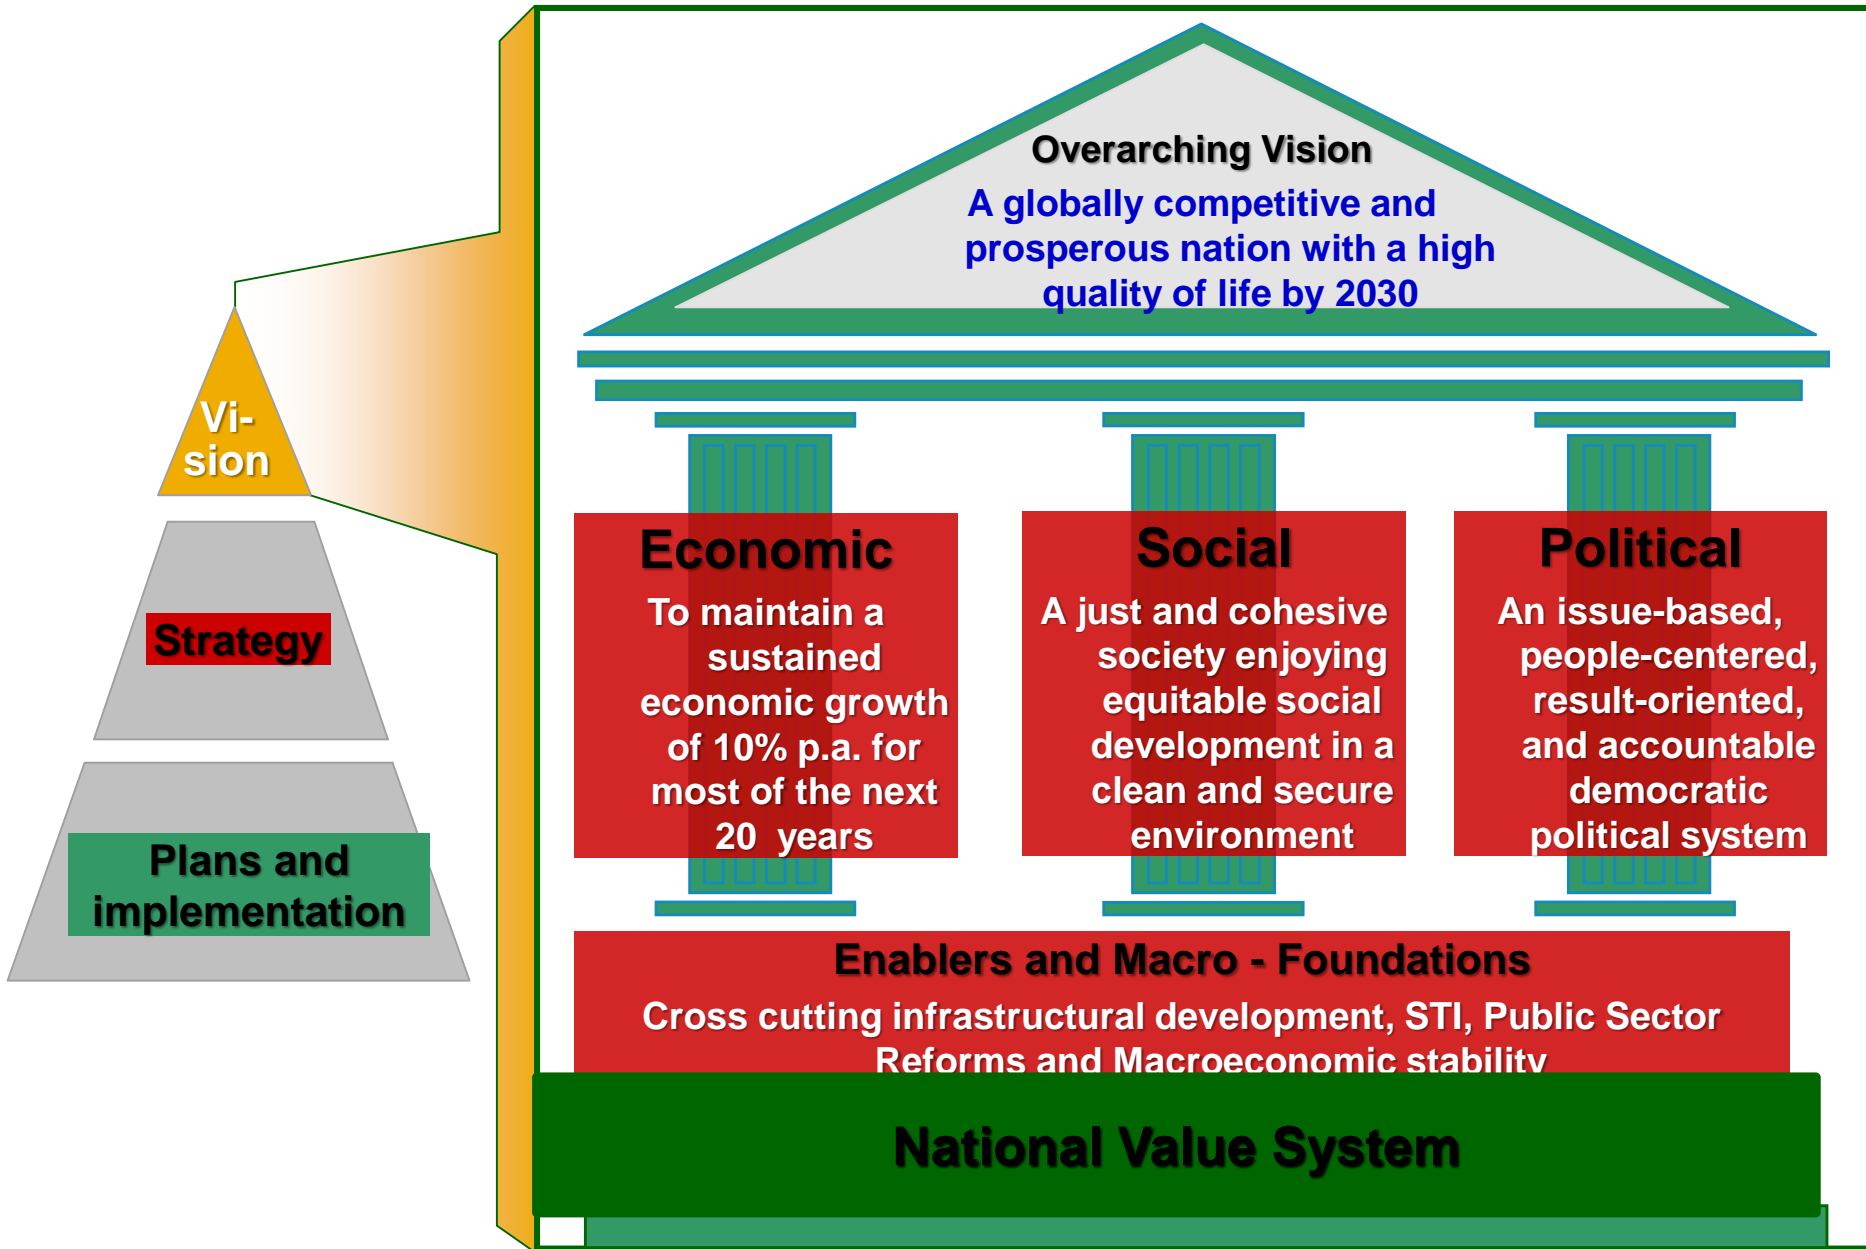 Overarching Vision
A globally competitive and
prosperous nation with a high
quality of life by 2030
Vi-
sion
Strategy
Plans and
implementation
Economic
To maintain a
sustained
economic growth
of 10% p.a. for
most of the next
20 years
Social
A just and cohesive
society enjoying
equitable social
development in a
clean and secure
environment
Political
An issue-based,
people-centered,
result-oriented,
and accountable
democratic
political system
Enablers and Macro - Foundations
Cross cutting infrastructural development, STI, Public Sector
Reforms and Macroeconomic stability
National Value System